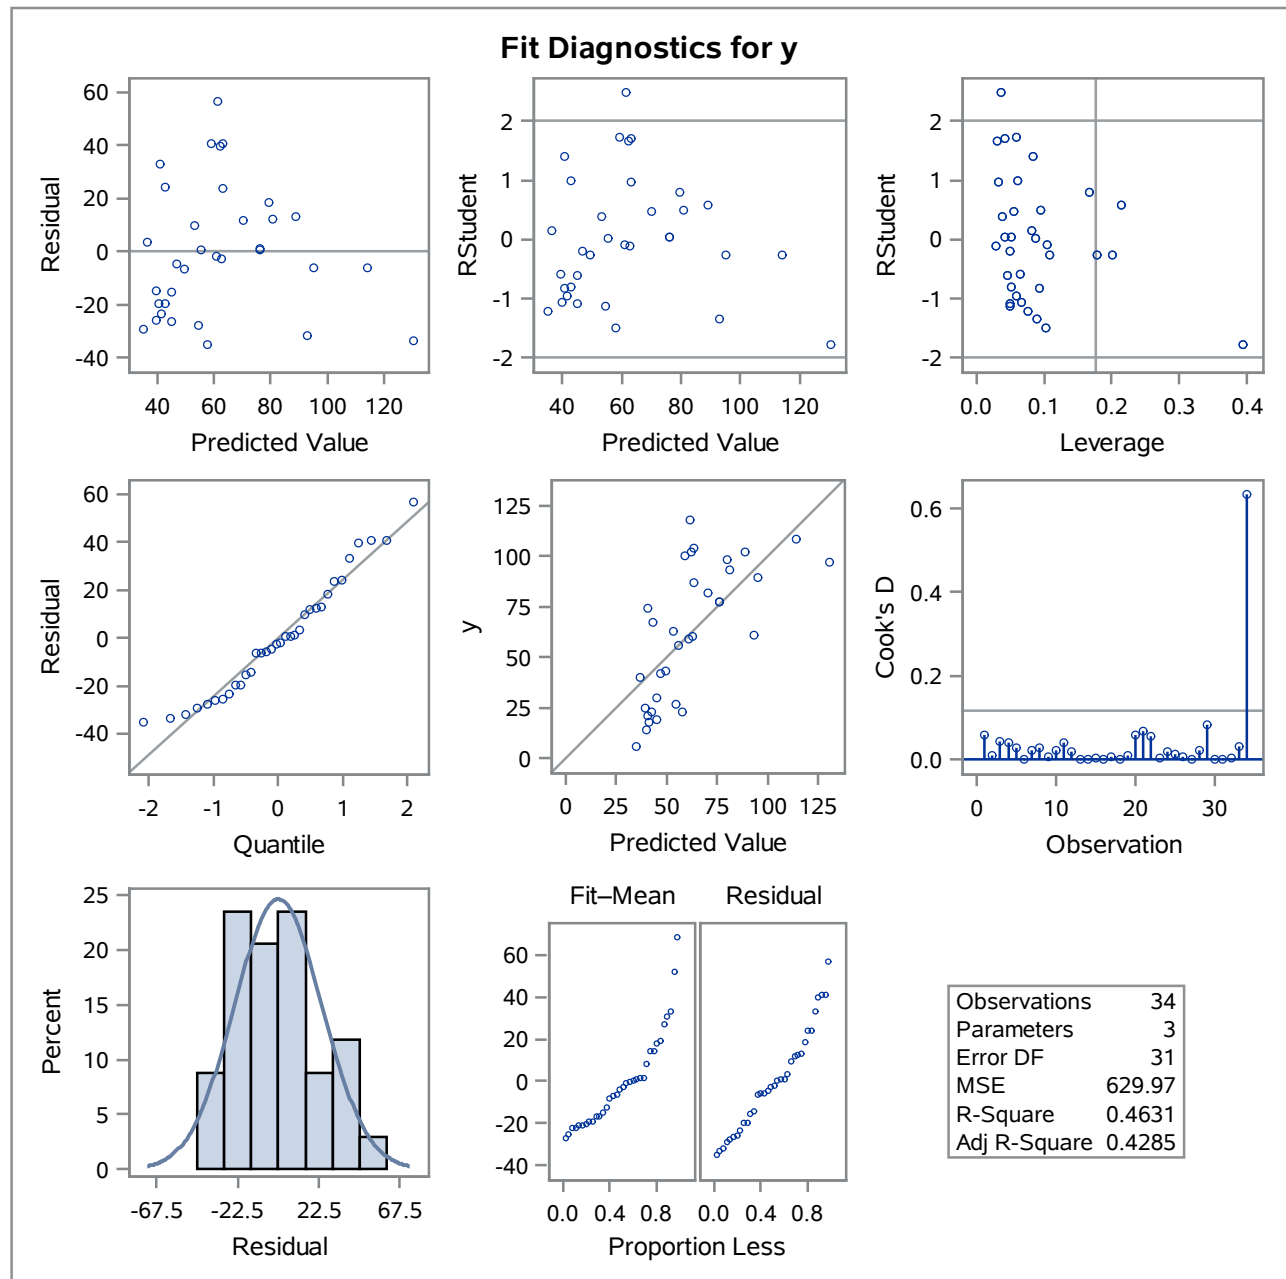 Fit Diagnostics for y
60
40
20
0
-20
-40
Residual
40 60 80 100 120
Predicted Value
2
1
0
-1
-2
RStudent
40 60 80 100 120
Predicted Value
2
1
0
-1
-2
RStudent
0.0 0.1 0.2 0.3 0.4
Leverage
60
40
20
0
-20
-40
Residual
-2 -1 0 1 2
Quantile
125
100
75
50
25
0
y
0 25 50 75 100 125
Predicted Value
0.6
0.4
0.2
0.0
Cook's D
0 10 20 30
Observation
25
20
15
10
5
0
Percent
-67.5 -22.5 22.5 67.5
Residual
Fit–Mean Residual
60
40
20
0
-20
-40
0.0 0.4 0.8 0.0 0.4 0.8
Proportion Less
Observations 34
Parameters 3
Error DF 31
MSE 629.97
R-Square 0.4631
Adj R-Square 0.4285